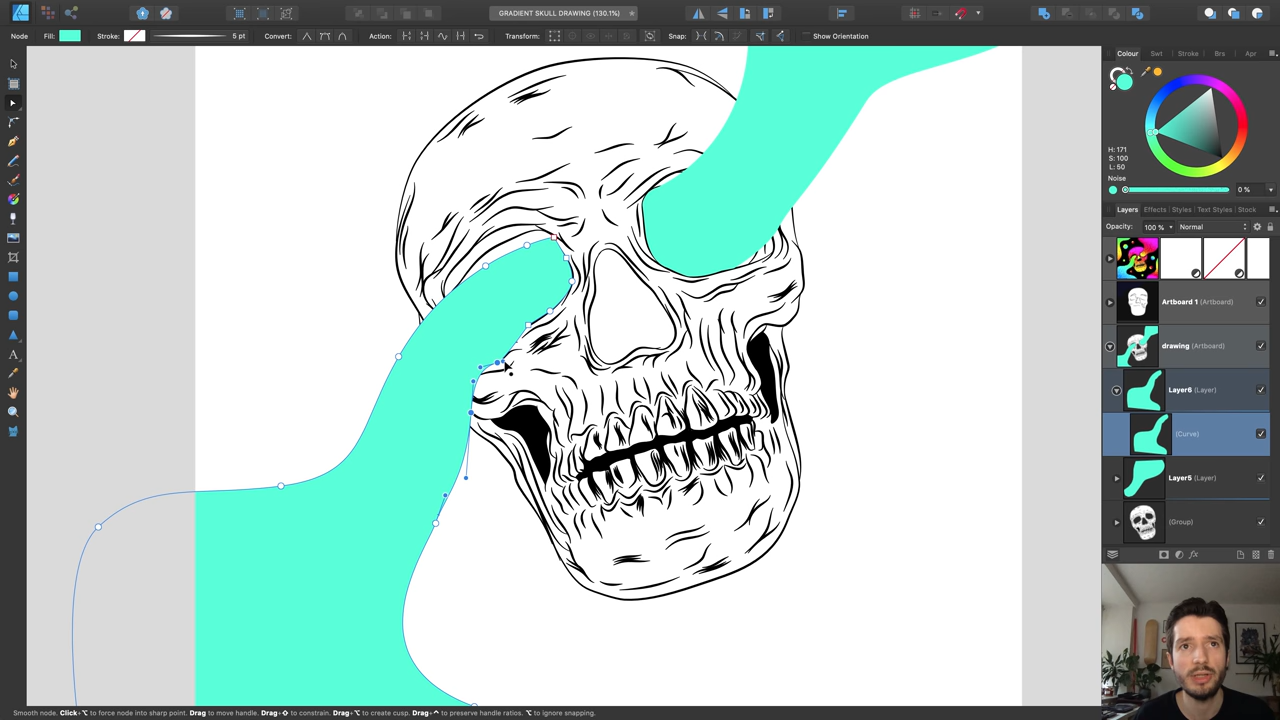 GRADIENT SKULL DRAWING (130.1%)
Node Fill: Stroke: 5 pt Convert: Action: Transform: Snap: Show Orientation
Colour Swt Stroke Brs Apr
H: 171
S: 100
L: 50
Noise
0 %
Layers Effects Styles Text Styles Stock
Opacity: 100 % Normal
Artboard 1 (Artboard)
drawing (Artboard)
Layer6 (Layer)
(Curve)
Layer5 (Layer)
(Group)
fx
A
Smooth node. Click+⌥ to force node into sharp point. Drag to move handle. Drag+⇧ to constrain. Drag+⌥ to create cusp. Drag+^ to preserve handle ratios. ⌥ to ignore snapping.